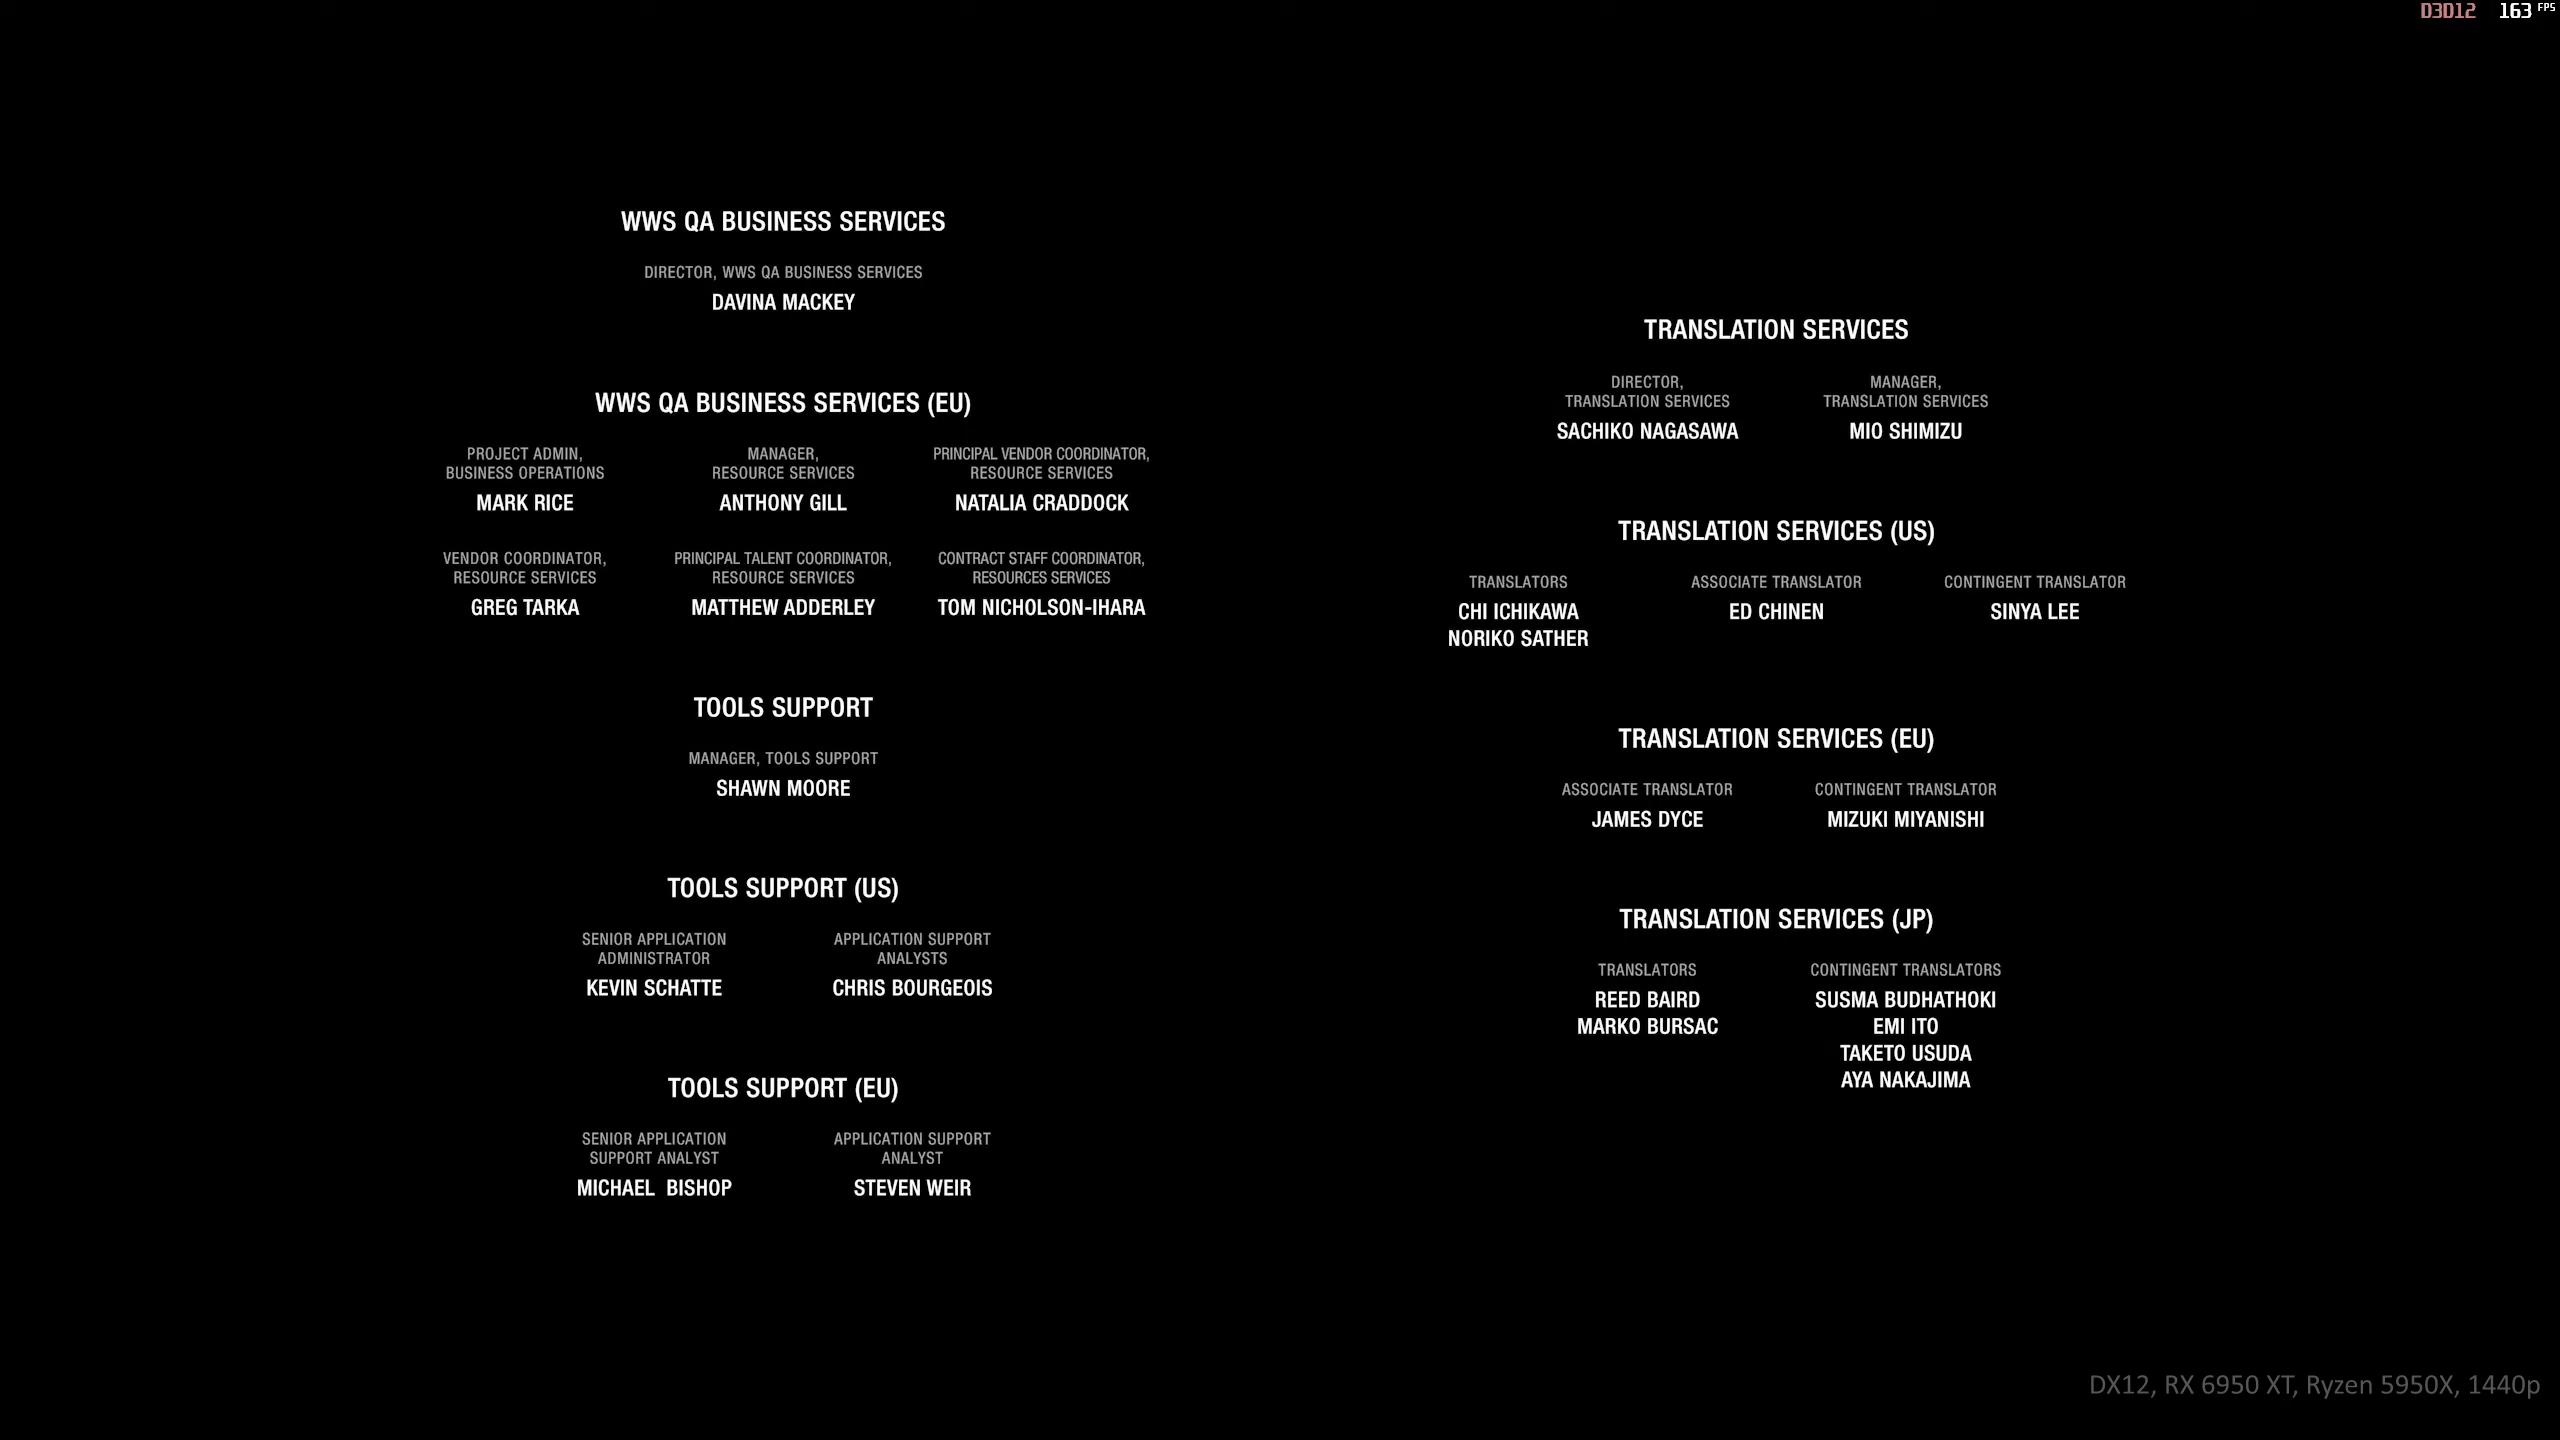 D3D12 163 FPS
WWS QA BUSINESS SERVICES
DIRECTOR, WWS QA BUSINESS SERVICES
DAVINA MACKEY
WWS QA BUSINESS SERVICES (EU)
PROJECT ADMIN,
BUSINESS OPERATIONS
MARK RICE
MANAGER,
RESOURCE SERVICES
ANTHONY GILL
PRINCIPAL VENDOR COORDINATOR,
RESOURCE SERVICES
NATALIA CRADDOCK
VENDOR COORDINATOR,
RESOURCE SERVICES
GREG TARKA
PRINCIPAL TALENT COORDINATOR,
RESOURCE SERVICES
MATTHEW ADDERLEY
CONTRACT STAFF COORDINATOR,
RESOURCES SERVICES
TOM NICHOLSON-IHARA
TOOLS SUPPORT
MANAGER, TOOLS SUPPORT
SHAWN MOORE
TOOLS SUPPORT (US)
SENIOR APPLICATION
ADMINISTRATOR
KEVIN SCHATTE
APPLICATION SUPPORT
ANALYSTS
CHRIS BOURGEOIS
TOOLS SUPPORT (EU)
SENIOR APPLICATION
SUPPORT ANALYST
MICHAEL  BISHOP
APPLICATION SUPPORT
ANALYST
STEVEN WEIR
TRANSLATION SERVICES
DIRECTOR,
TRANSLATION SERVICES
SACHIKO NAGASAWA
MANAGER,
TRANSLATION SERVICES
MIO SHIMIZU
TRANSLATION SERVICES (US)
TRANSLATORS
CHI ICHIKAWA
NORIKO SATHER
ASSOCIATE TRANSLATOR
ED CHINEN
CONTINGENT TRANSLATOR
SINYA LEE
TRANSLATION SERVICES (EU)
ASSOCIATE TRANSLATOR
JAMES DYCE
CONTINGENT TRANSLATOR
MIZUKI MIYANISHI
TRANSLATION SERVICES (JP)
TRANSLATORS
REED BAIRD
MARKO BURSAC
CONTINGENT TRANSLATORS
SUSMA BUDHATHOKI
EMI ITO
TAKETO USUDA
AYA NAKAJIMA
DX12, RX 6950 XT, Ryzen 5950X, 1440p